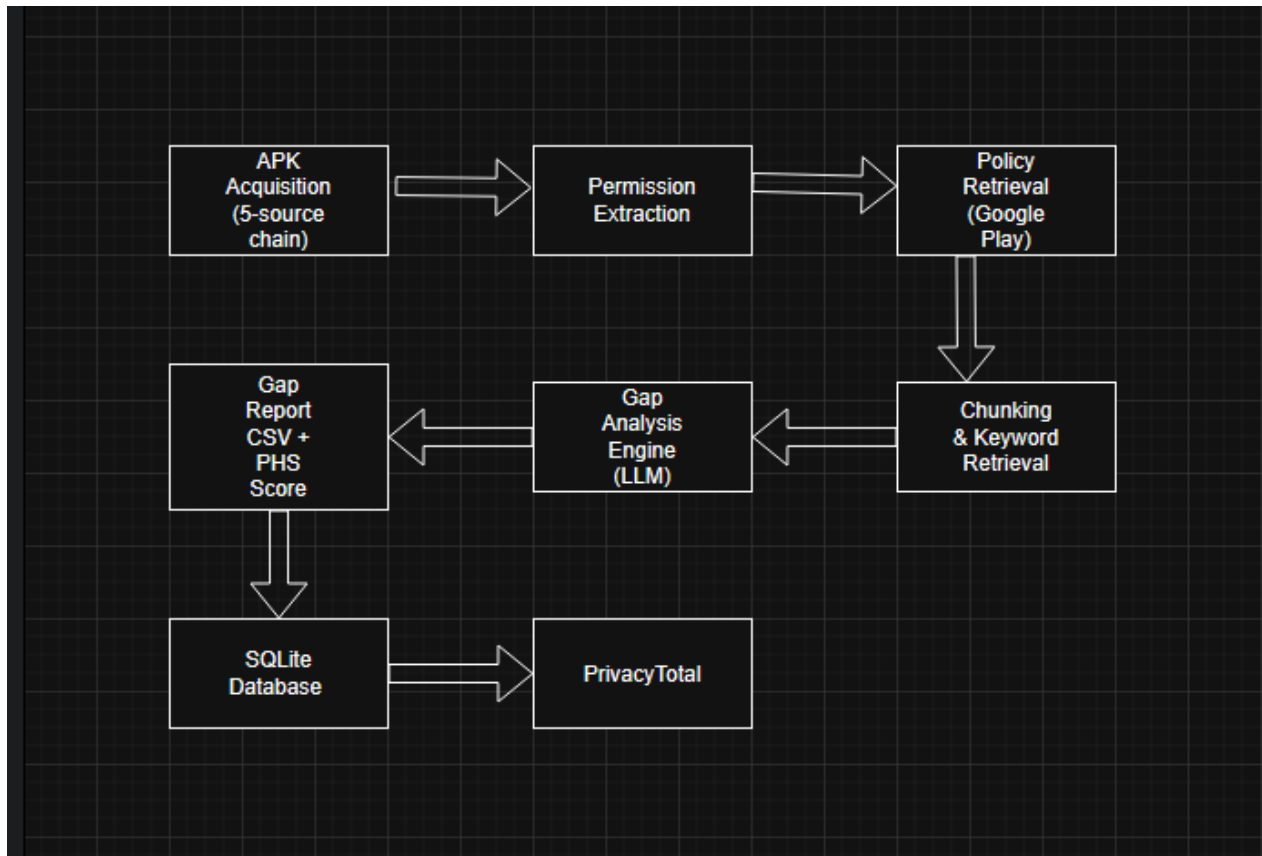 APK
Acquisition
(5-source
chain)
Permission
Extraction
Policy
Retrieval
(Google
Play)
Chunking
& Keyword
Retrieval
Gap
Analysis
Engine
(LLM)
Gap
Report
CSV +
PHS
Score
SQLite
Database
PrivacyTotal